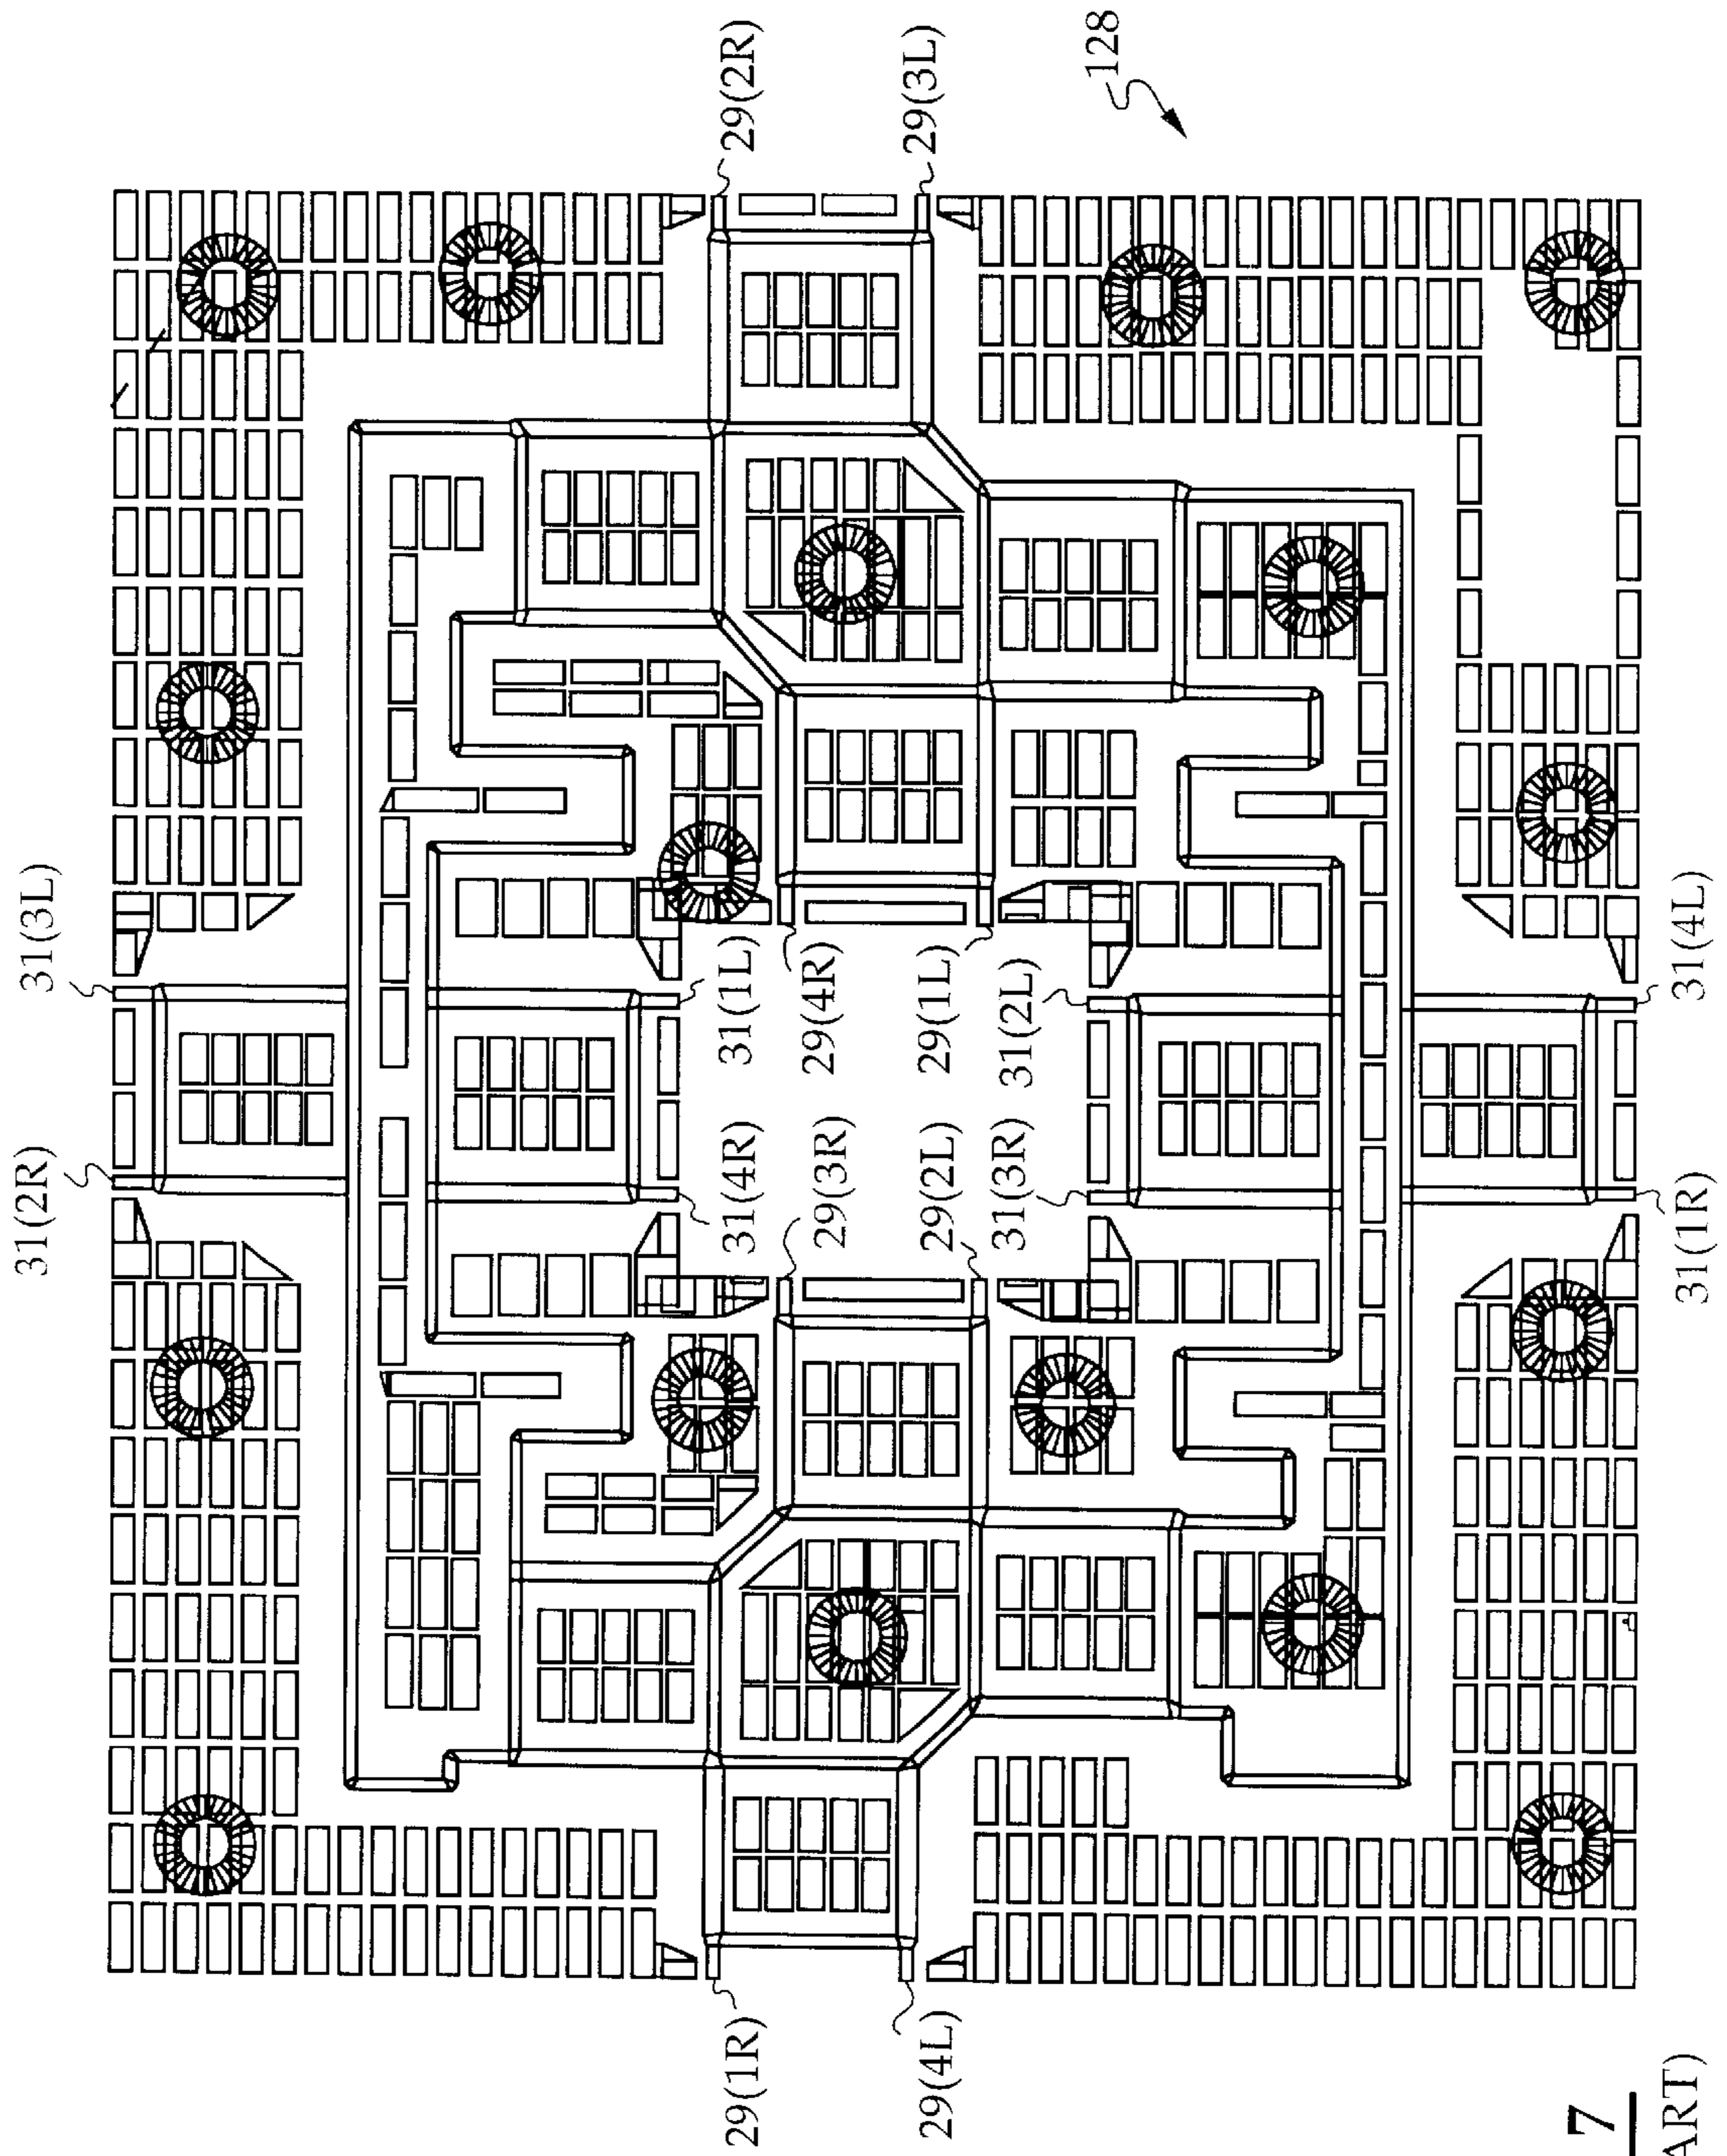 128
29(2R)
29(3L)
31(3L)
31(4L)
31(1L)
29(4R)
29(1L)
31(2L)
31(2R)
31(4R)
29(3R)
29(2L)
31(3R)
31(1R)
29(1R)
29(4L)
7
ART)